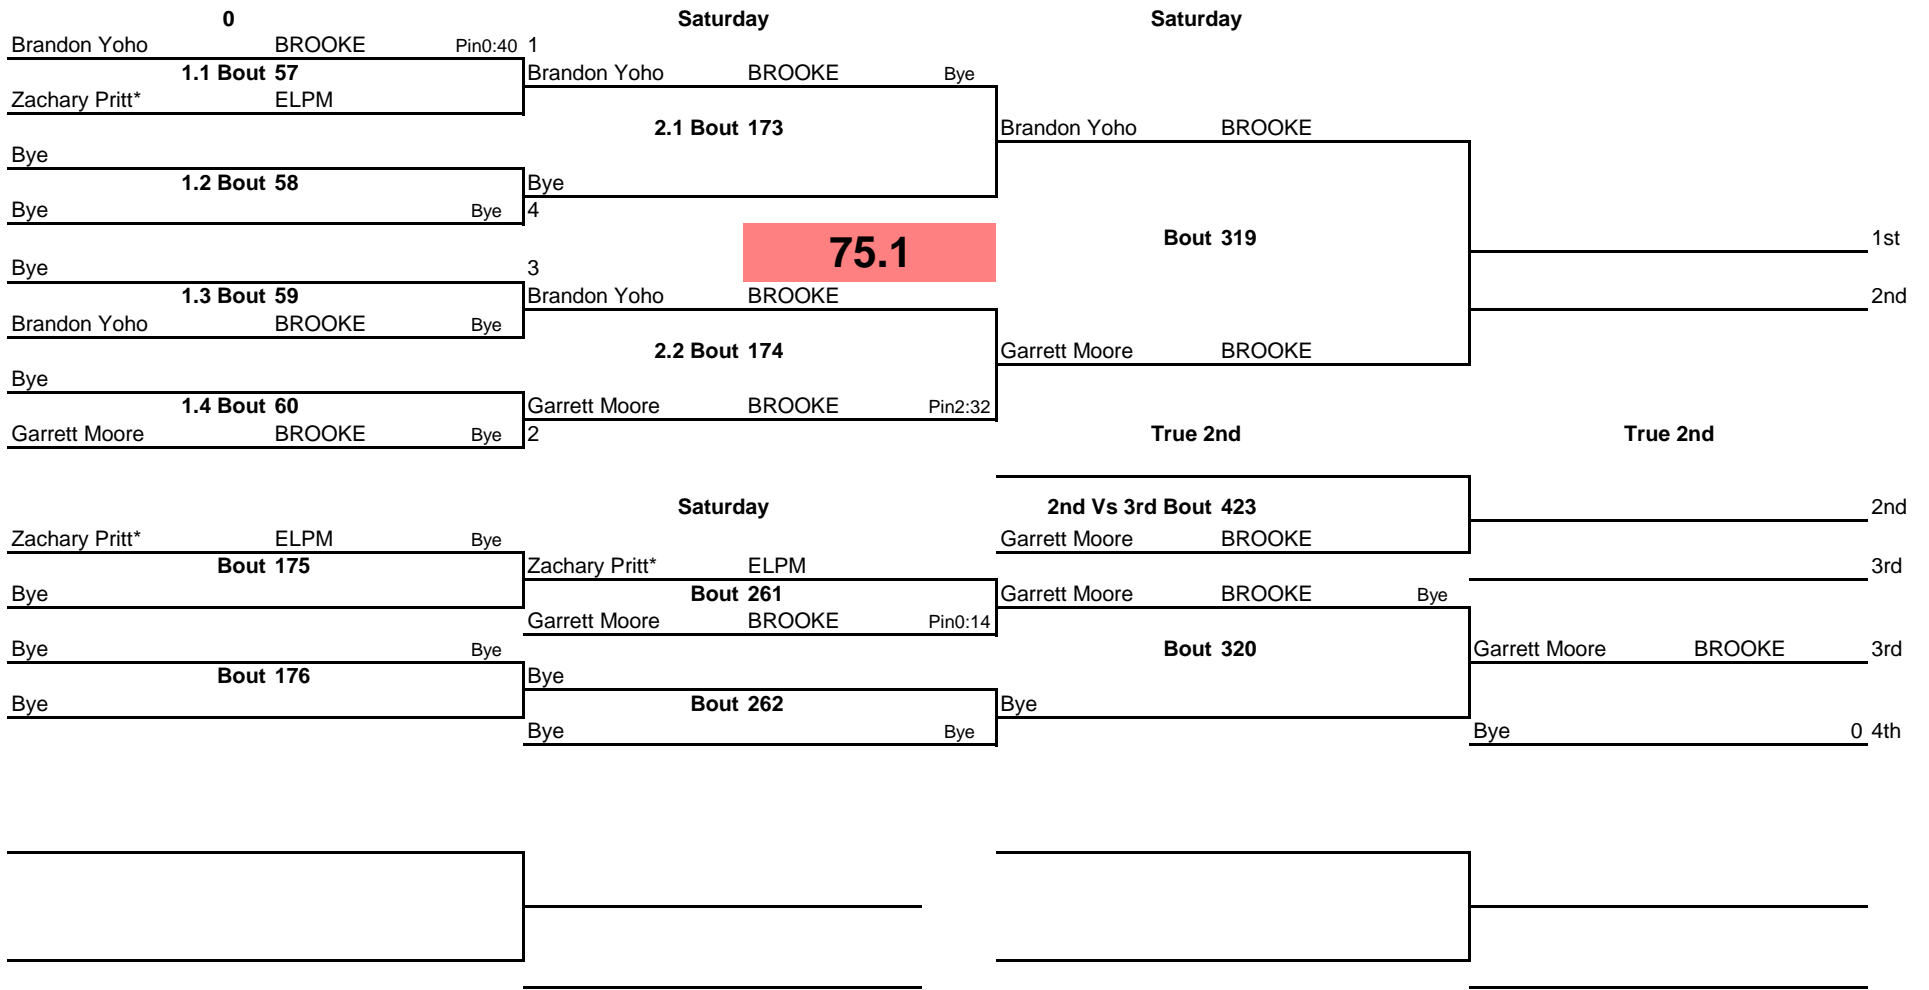 0 Saturday Saturday
Brandon Yoho BROOKE Pin0:40 1
1.1 Bout 57 Brandon Yoho BROOKE Bye
Zachary Pritt* ELPM
2.1 Bout 173 Brandon Yoho BROOKE
Bye
1.2 Bout 58 Bye
Bye Bye 4
75.1 Bout 319 1st
Bye 3
1.3 Bout 59 Brandon Yoho BROOKE 2nd
Brandon Yoho BROOKE Bye
2.2 Bout 174 Garrett Moore BROOKE
Bye
1.4 Bout 60 Garrett Moore BROOKE Pin2:32
Garrett Moore BROOKE Bye 2 True 2nd True 2nd
Saturday 2nd Vs 3rd Bout 423 2nd
Zachary Pritt* ELPM Bye Garrett Moore BROOKE
Bout 175 Zachary Pritt* ELPM 3rd
Bye Bout 261 Garrett Moore BROOKE Bye
Garrett Moore BROOKE Pin0:14
Bye Bye Bout 320 Garrett Moore BROOKE 3rd
Bout 176 Bye
Bye Bout 262 Bye
Bye Bye Bye 0 4th